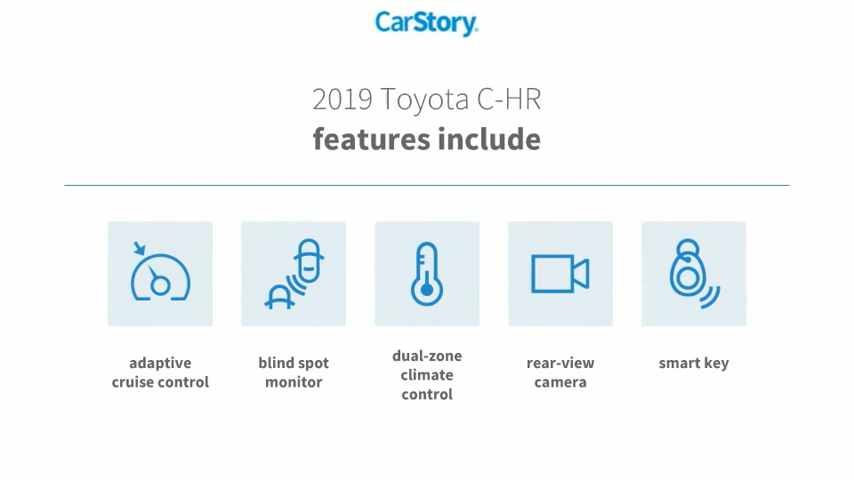 CarStory
2019 Toyota C-HR
features include
adaptive
cruise control
blind spot
monitor
dual-zone
climate
control
rear-view
camera
smart key